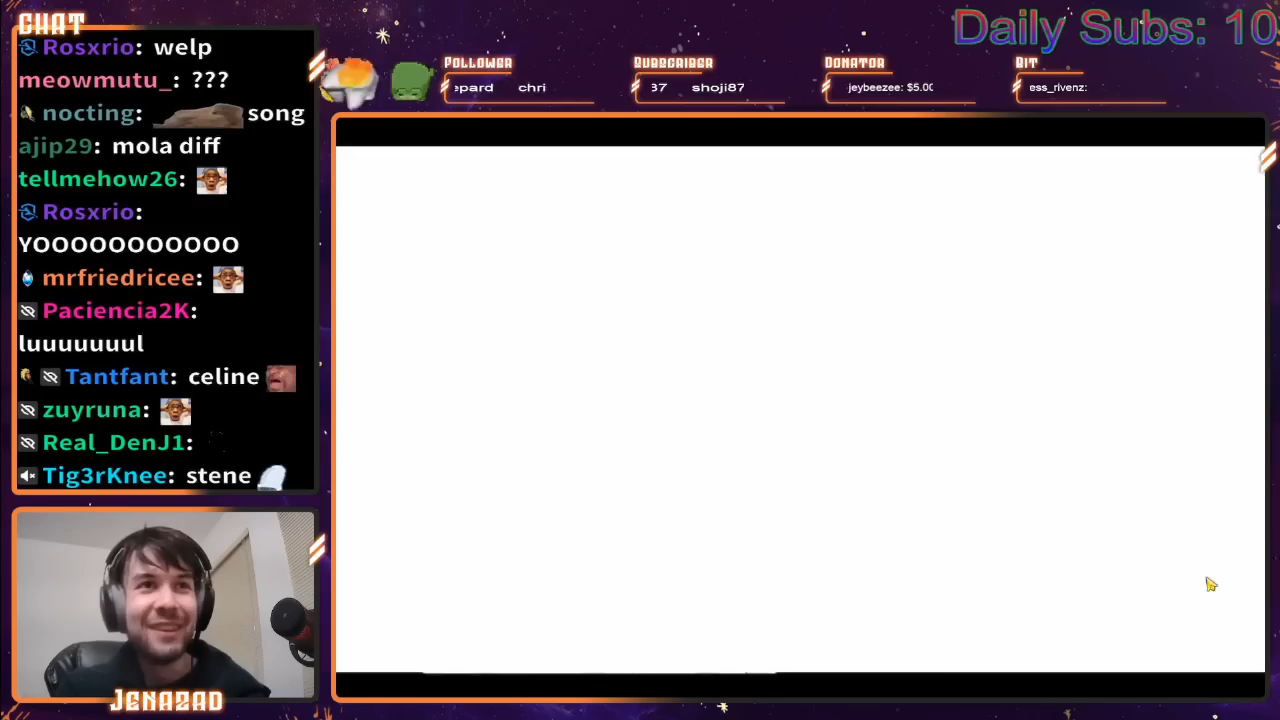 CHAT
Rosxrio: welp
meowmutu_: ???
nocting: song
ajip29: mola diff
tellmehow26:
Rosxrio:
YOOOOOOOOOOO
mrfriedricee:
Paciencia2K:
luuuuuuul
Tantfant: celine
zuyruna:
Real_DenJ1:
Tig3rKnee: stene
JENAZAD
Daily Subs: 10
FOLLOWER
epard chri
SUBSCRIBER
37 shoji87
DONATOR
jeybeezee: $5.00
BIT
ess_rivenz: